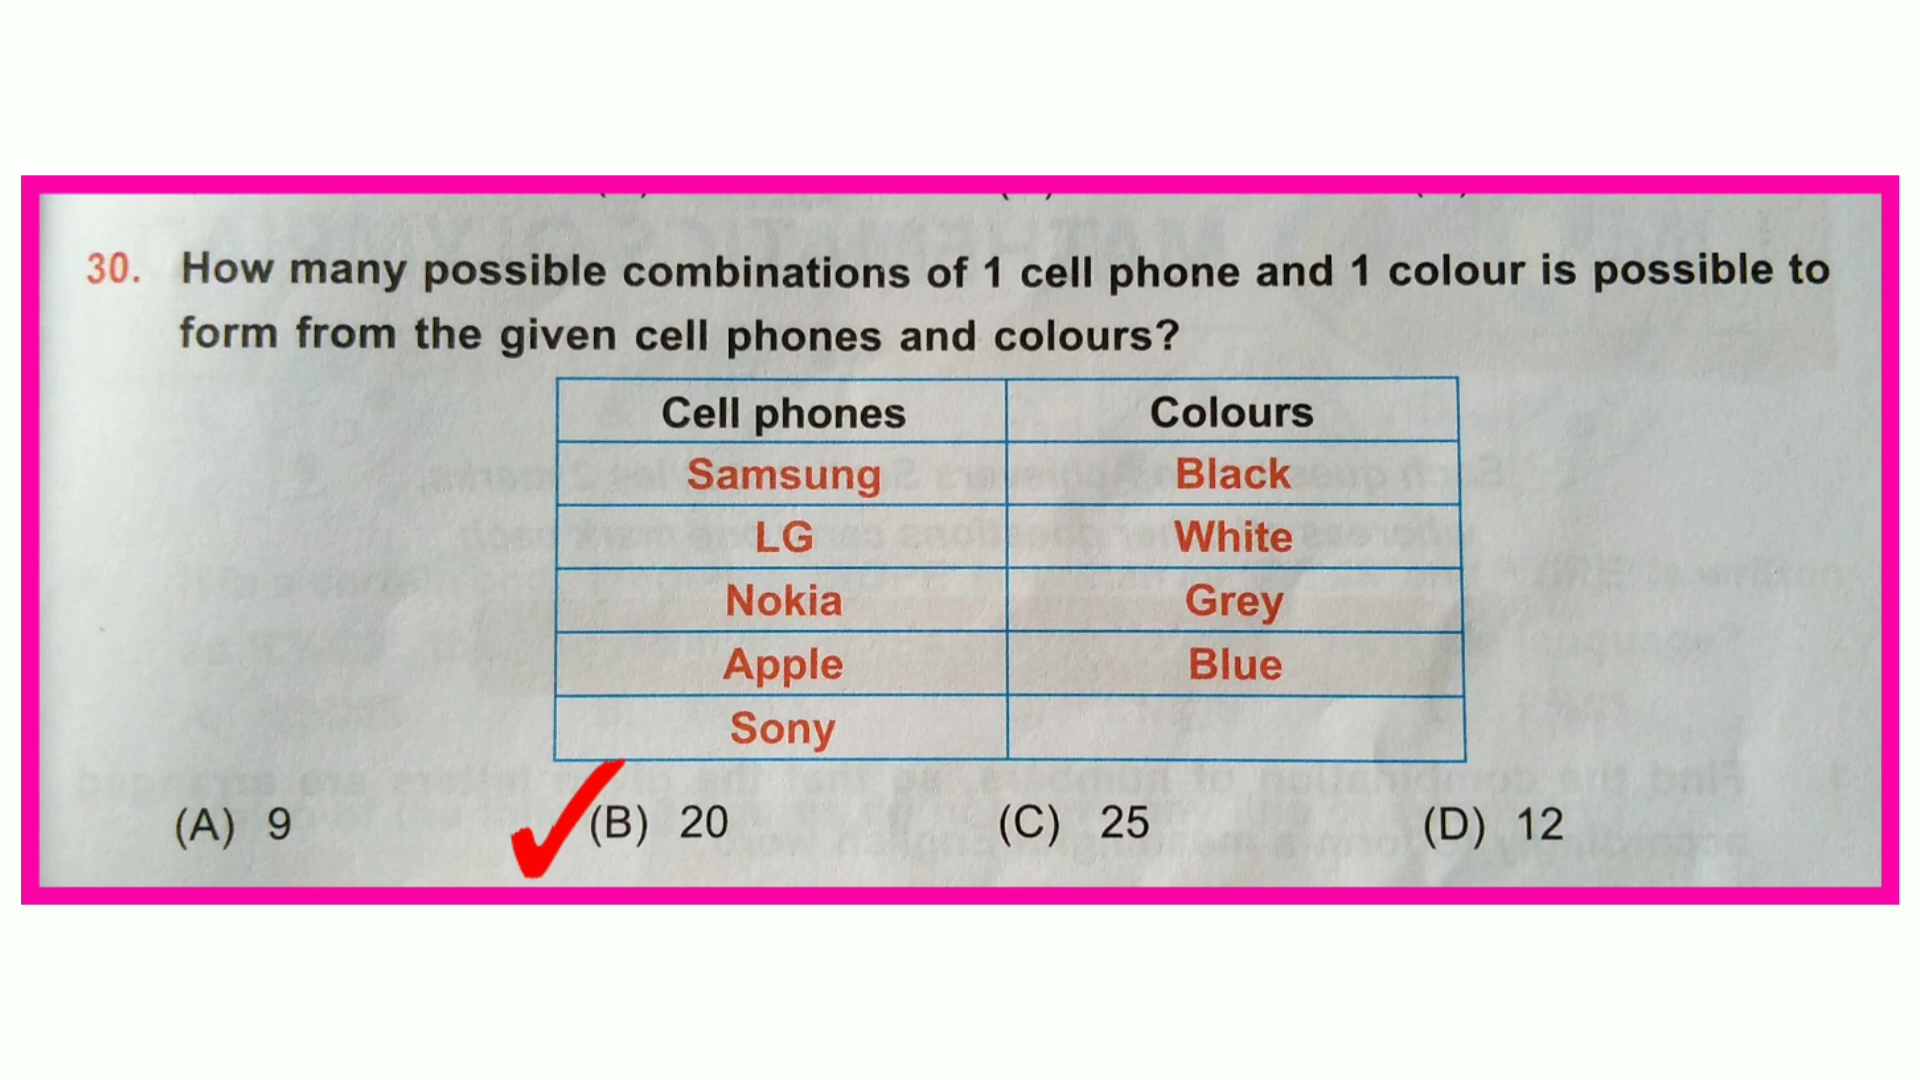 30. How many possible combinations of 1 cell phone and 1 colour is possible to
form from the given cell phones and colours?
Cell phones Colours
Samsung Black
LG White
Nokia Grey
Apple Blue
Sony
(A) 9 (B) 20 (C) 25 (D) 12